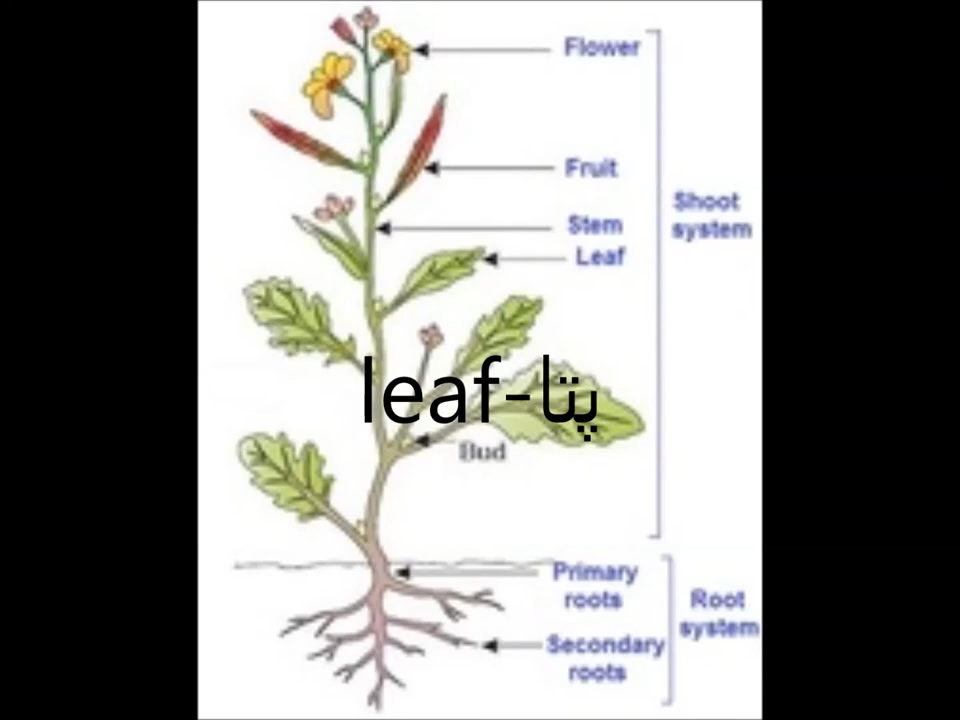 Flower
Fruit
Shoot
system
Stem
Leaf
leaf-پتا
Bud
Primary
roots
Root
system
Secondary
roots